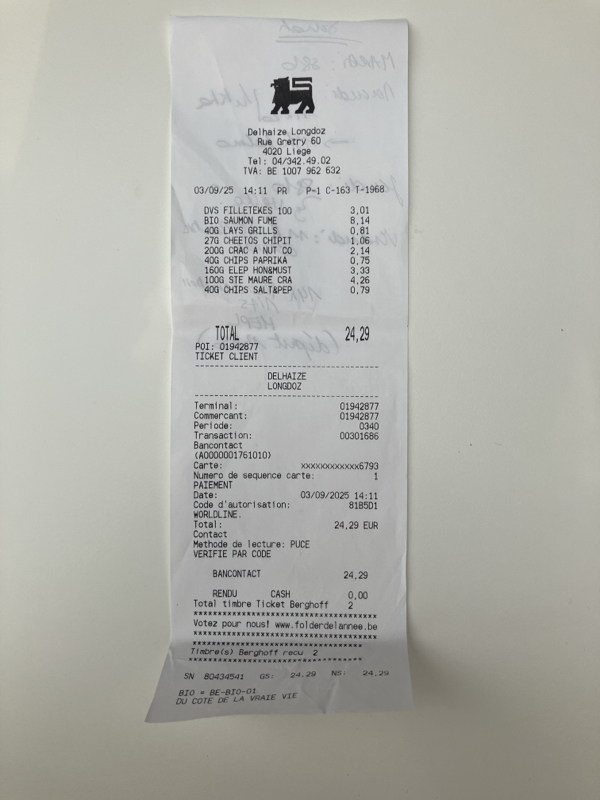 Delhaize Longdoz
Rue Gretry 60
4020 Liege
Tel: 04/342.49.02
TVA: BE 1007 962 632
03/09/25 14:11 PR P-1 C-163 T-1968
DVS FILLETEKES 100 3,01
BIO SAUMON FUME 8,14
40G LAYS GRILLS 0,81
27G CHEETOS CHIPIT 1,06
200G CRAC A NUT CO 2,14
40G CHIPS PAPRIKA 0,75
160G ELEP HON&MUST 3,33
100G STE MAURE CRA 4,26
40G CHIPS SALT&PEP 0,79
TOTAL 24,29
POI: 01942877
TICKET CLIENT
DELHAIZE
LONGDOZ
Terminal: 01942877
Commercant: 01942877
Periode: 0340
Transaction: 00301686
Bancontact
(A0000001761010)
Carte: xxxxxxxxxxxx6793
Numero de sequence carte: 1
PAIEMENT
Date: 03/09/2025 14:11
Code d'autorisation: 81B5D1
WORLDLINE.
Total: 24,29 EUR
Contact
Methode de lecture: PUCE
VERIFIE PAR CODE
BANCONTACT 24,29
RENDU CASH 0,00
Total timbre Ticket Berghoff 2
****************************************
Votez pour nous! www.folderdelannee.be
****************************************
****************************************
Timbre(s) Berghoff recu 2
****************************************
SN 80434541 GS: 24.29 NS: 24.29
BIO = BE-BIO-01
DU COTE DE LA VRAIE VIE